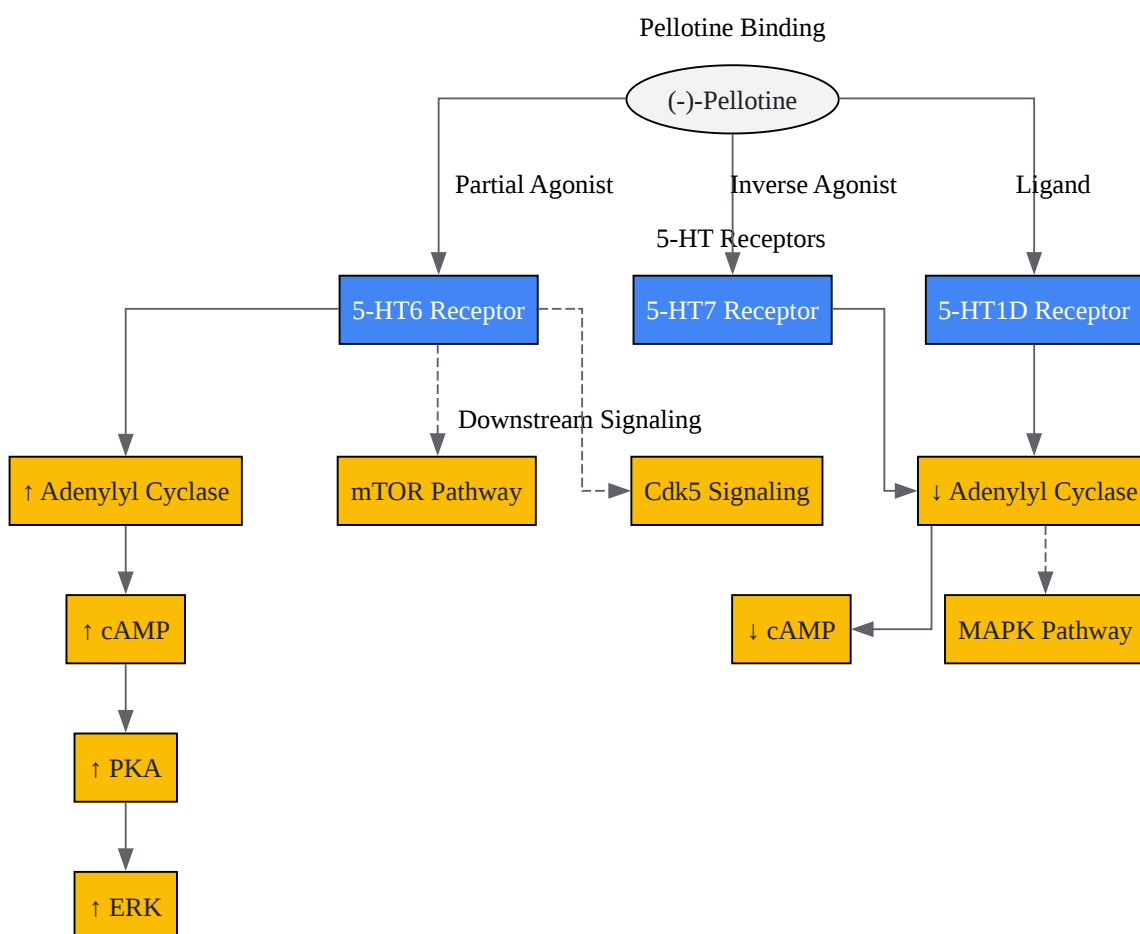 Pellotine Binding
(-)-Pellotine
Partial Agonist
Inverse Agonist
Ligand
5-HT Receptors
5-HT6 Receptor
5-HT7 Receptor
5-HT1D Receptor
Downstream Signaling
↑ Adenylyl Cyclase
mTOR Pathway
Cdk5 Signaling
↓ Adenylyl Cyclase
↑ cAMP
↓ cAMP
MAPK Pathway
↑ PKA
↑ ERK